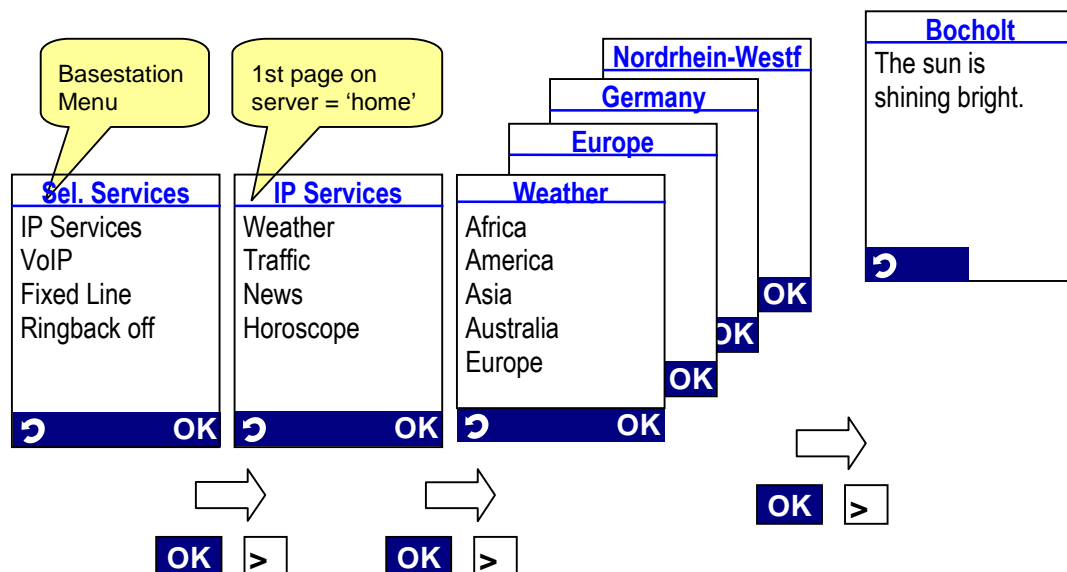 Basestation
Menu
1st page on
server = ‘home’
Sel. Services
IP Services
VoIP
Fixed Line
Ringback off
OK
IP Services
Weather
Traffic
News
Horoscope
OK
Weather
Africa
America
Asia
Australia
Europe
OK
Europe
OK
Germany
OK
Nordrhein-Westf
OK
Bocholt
The sun is
shining bright.
OK >
OK >
OK >